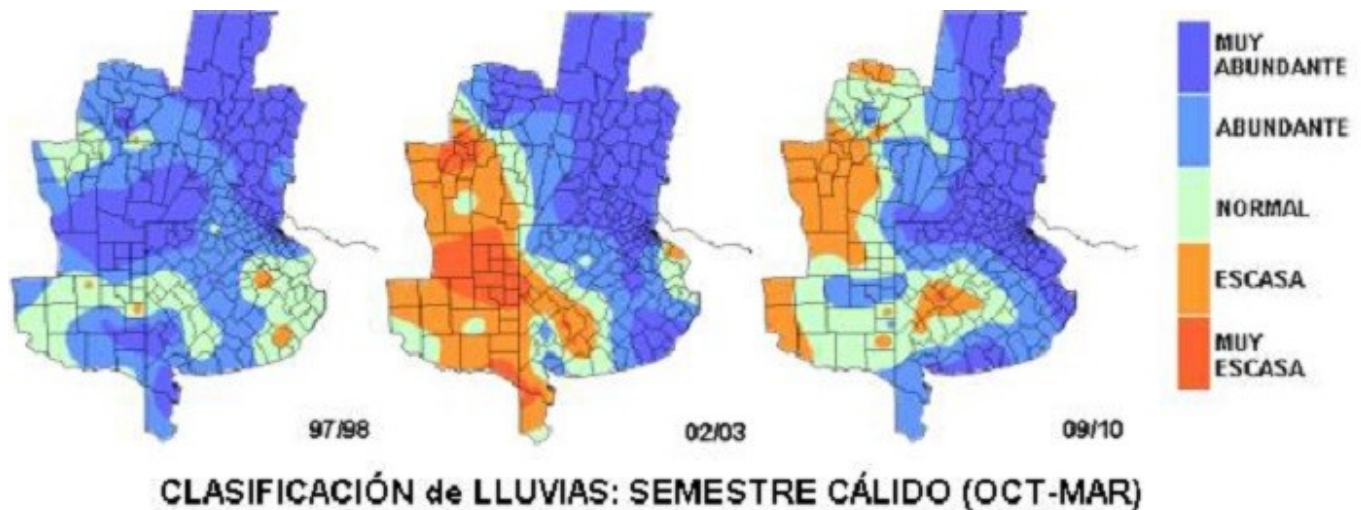 MUY
ABUNDANTE
ABUNDANTE
NORMAL
ESCASA
MUY
ESCASA
97/98
02/03
09/10
CLASIFICACIÓN de LLUVIAS: SEMESTRE CÁLIDO (OCT-MAR)